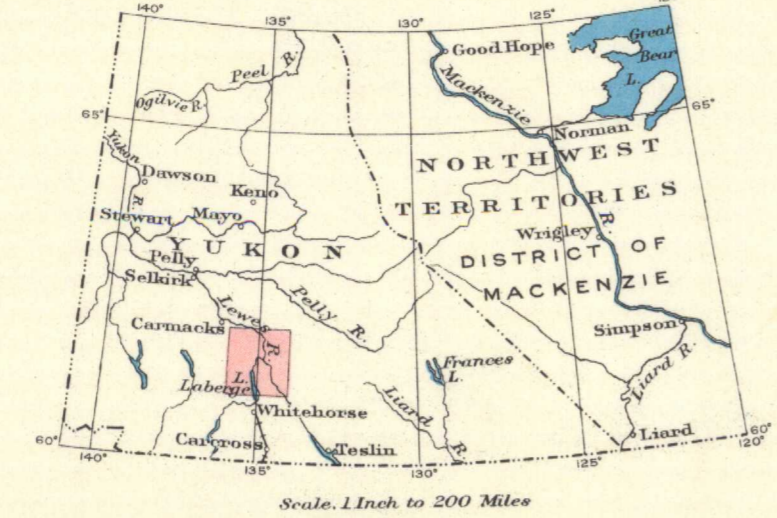 140°
135°
130°
125°
Good Hope
Great
Bear
L.
Peel R.
Ogilvie R.
Mackenzie
65°
65°
Norman
Yukon
R.
Dawson
Keno
NORTHWEST
TERRITORIES
Stewart
Mayo
YUKON
R.
Wrigley
DISTRICT OF
MACKENZIE
Pelly
Selkirk
Pelly R.
Lewes
R.
Carmacks
Simpson
L.
Laberge
Frances
L.
Liard R.
Liard
R.
Whitehorse
Carcross
Teslin
Liard
60°
140°
135°
130°
125°
60°
120°
Scale, 1 Inch to 200 Miles